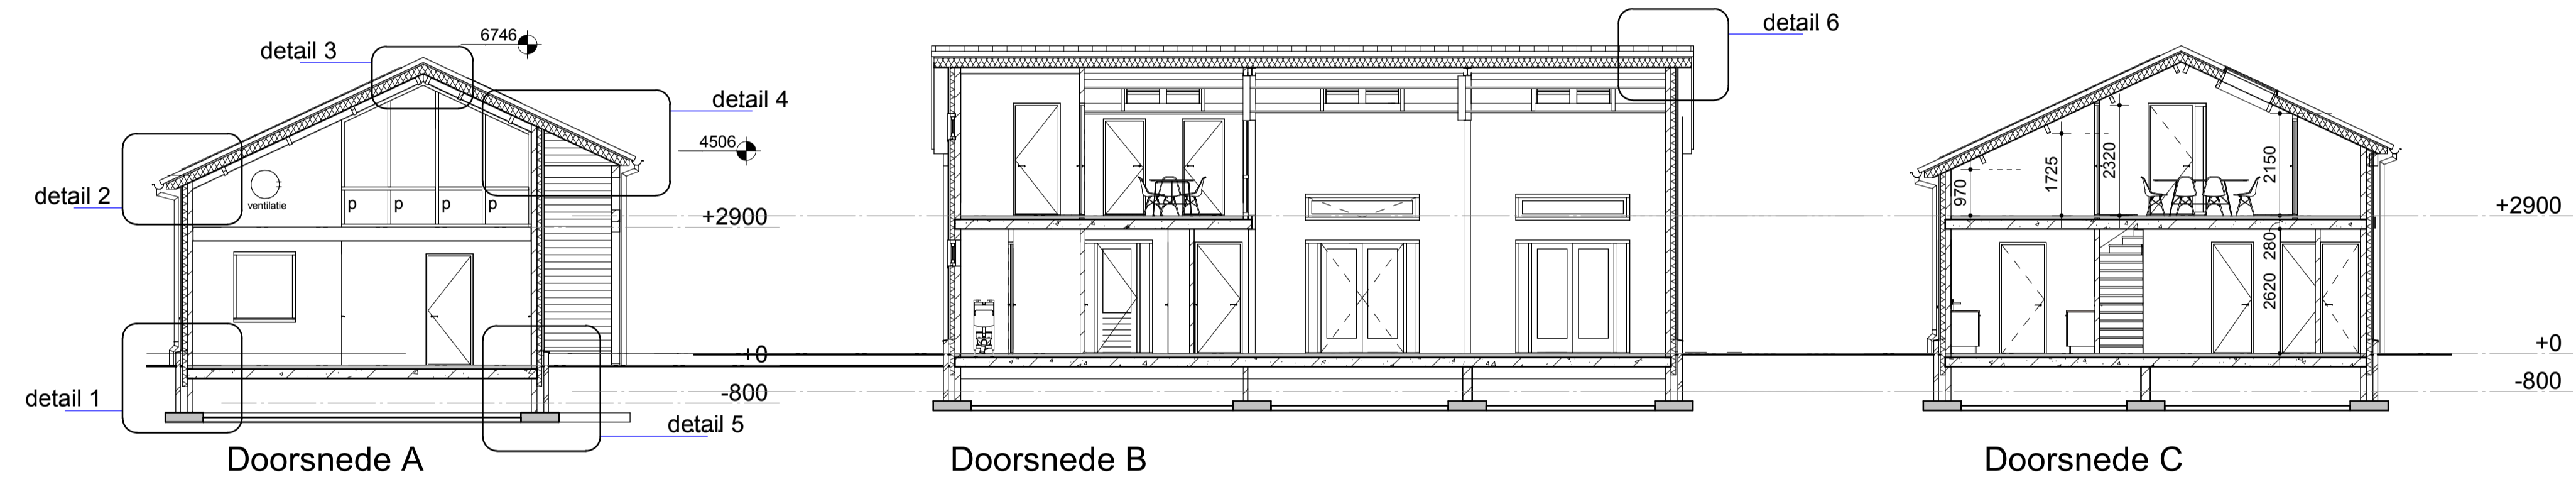 detail 3
6746
detail 6
detail 4
4506
detail 2
ventilatie
p p p p
+2900
+0
-800
detail 1
detail 5
970
1725
2320
2150
280
2620
+2900
+0
-800
Doorsnede A
Doorsnede B
Doorsnede C